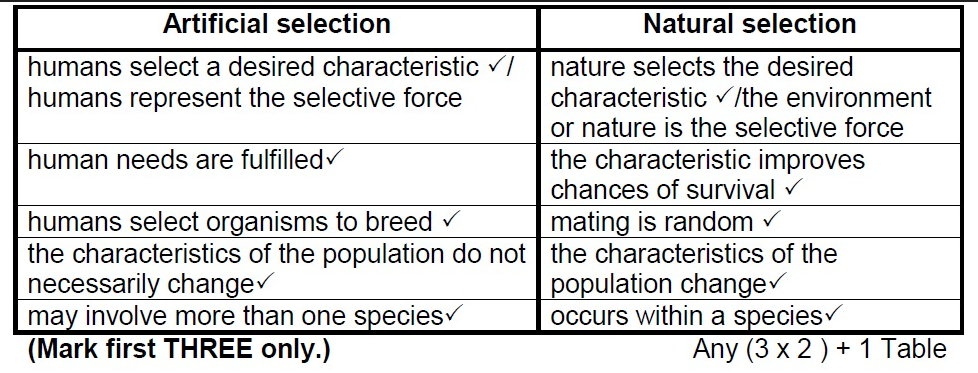 Artificial selection
Natural selection
humans select a desired characteristic ✓/
humans represent the selective force
nature selects the desired
characteristic ✓/the environment
or nature is the selective force
human needs are fulfilled✓
the characteristic improves
chances of survival ✓
humans select organisms to breed ✓
mating is random ✓
the characteristics of the population do not
necessarily change✓
the characteristics of the
population change✓
may involve more than one species✓
occurs within a species✓
(Mark first THREE only.)
Any (3 x 2 ) + 1 Table